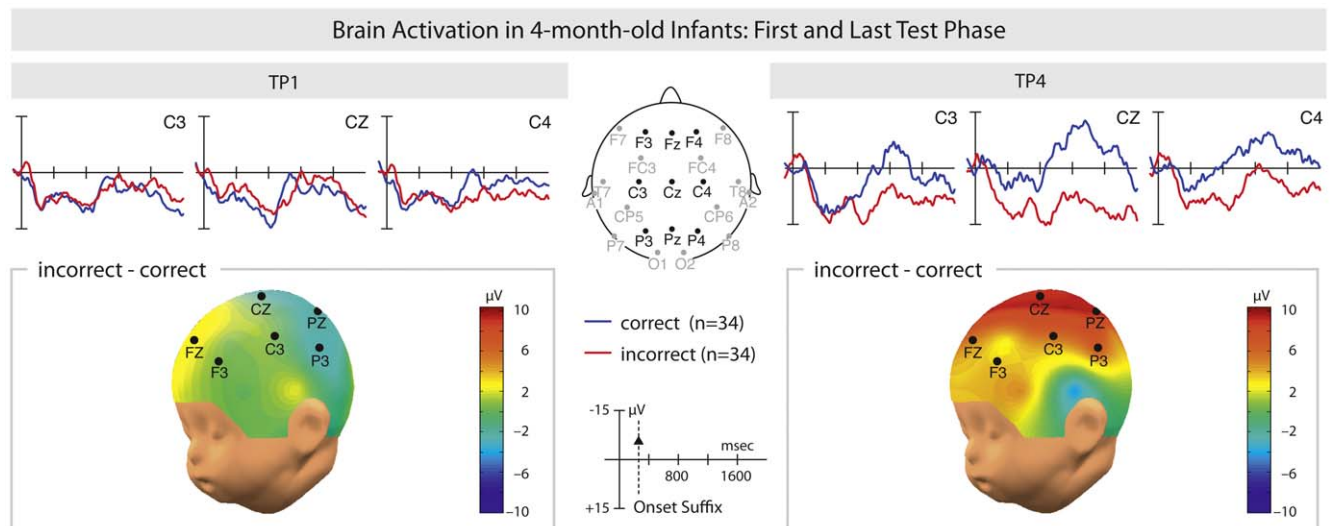 Brain Activation in 4-month-old Infants: First and Last Test Phase
TP1
C3
CZ
C4
F7 F3 Fz F4 F8
FC3 FC4
T7 C3 Cz C4 T8
A1 A2
CP5 CP6
P7 P3 Pz P4 P8
O1 O2
TP4
C3
CZ
C4
incorrect - correct
CZ
PZ
FZ
C3
P3
F3
µV
10
6
2
-2
-6
-10
correct (n=34)
incorrect (n=34)
-15
µV
msec
800 1600
+15
Onset Suffix
incorrect - correct
CZ
PZ
FZ
C3
P3
F3
µV
10
6
2
-2
-6
-10